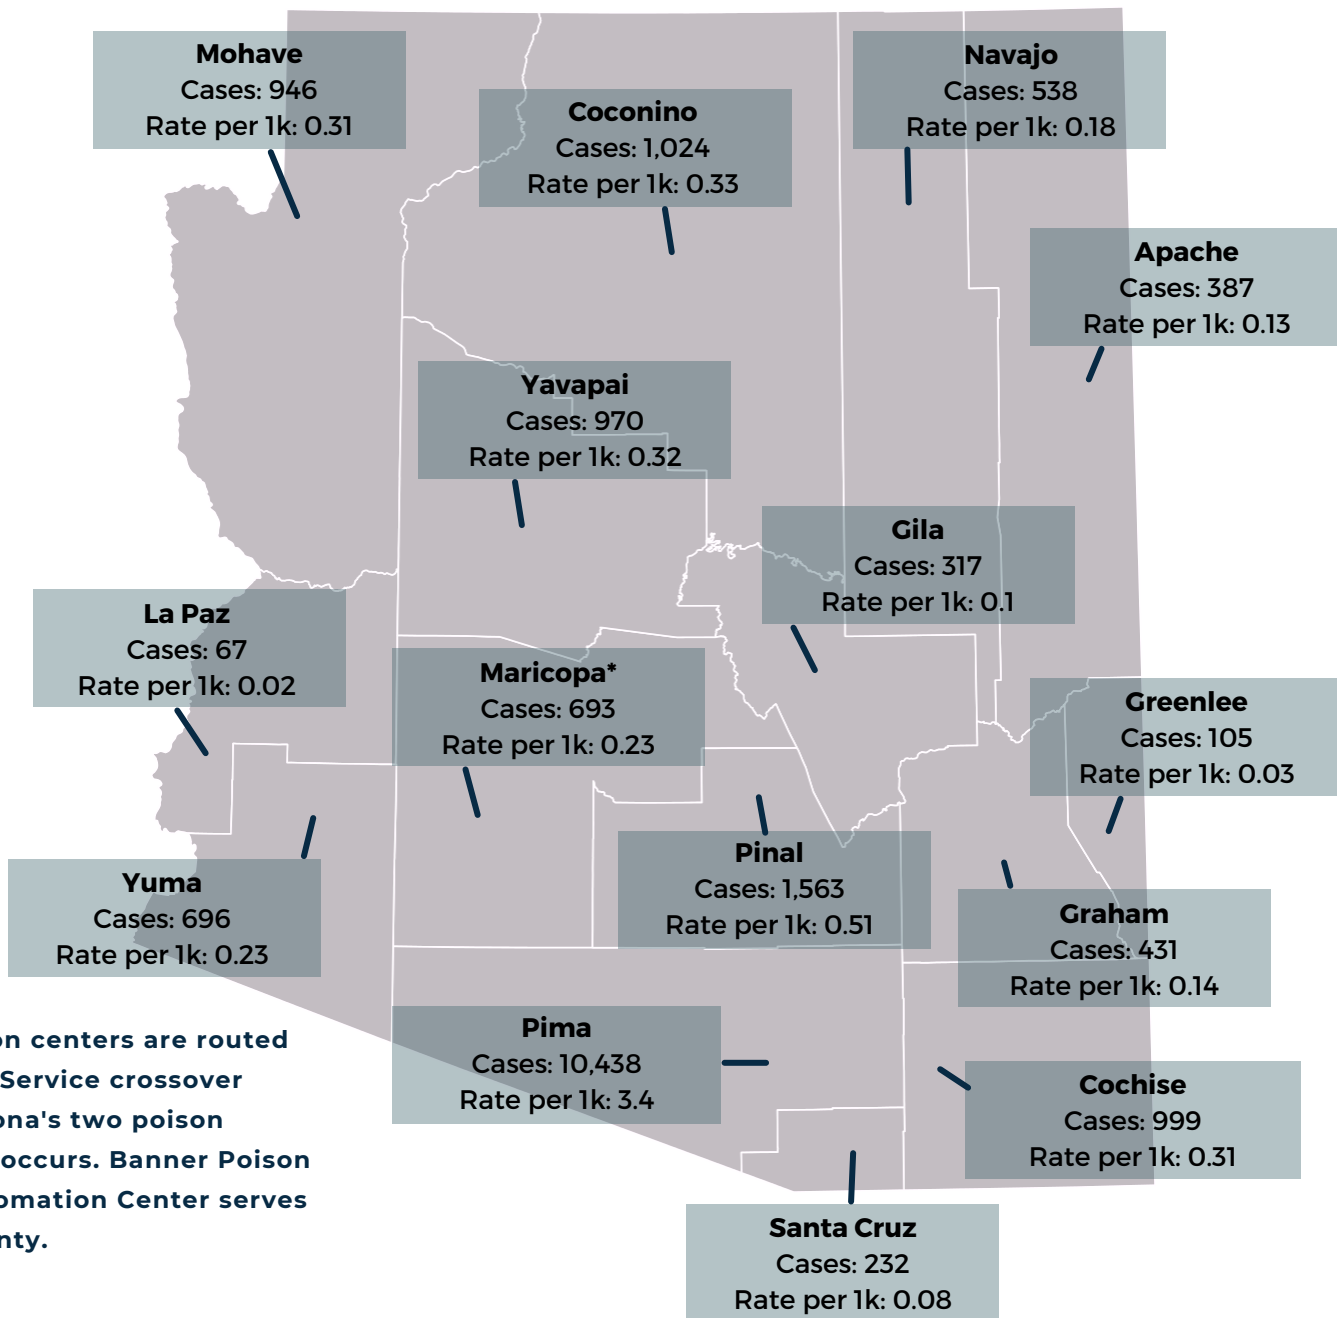 Mohave
Cases: 946
Rate per 1k: 0.31
Navajo
Cases: 538
Rate per 1k: 0.18
Coconino
Cases: 1,024
Rate per 1k: 0.33
Apache
Cases: 387
Rate per 1k: 0.13
Yavapai
Cases: 970
Rate per 1k: 0.32
Gila
Cases: 317
Rate per 1k: 0.1
La Paz
Cases: 67
Rate per 1k: 0.02
Maricopa*
Cases: 693
Rate per 1k: 0.23
Greenlee
Cases: 105
Rate per 1k: 0.03
Pinal
Cases: 1,563
Rate per 1k: 0.51
Yuma
Cases: 696
Rate per 1k: 0.23
Graham
Cases: 431
Rate per 1k: 0.14
Pima
Cases: 10,438
Rate per 1k: 3.4
Cochise
Cases: 999
Rate per 1k: 0.31
Santa Cruz
Cases: 232
Rate per 1k: 0.08
on centers are routed
Service crossover
ona's two poison
occurs. Banner Poison
omation Center serves
nty.